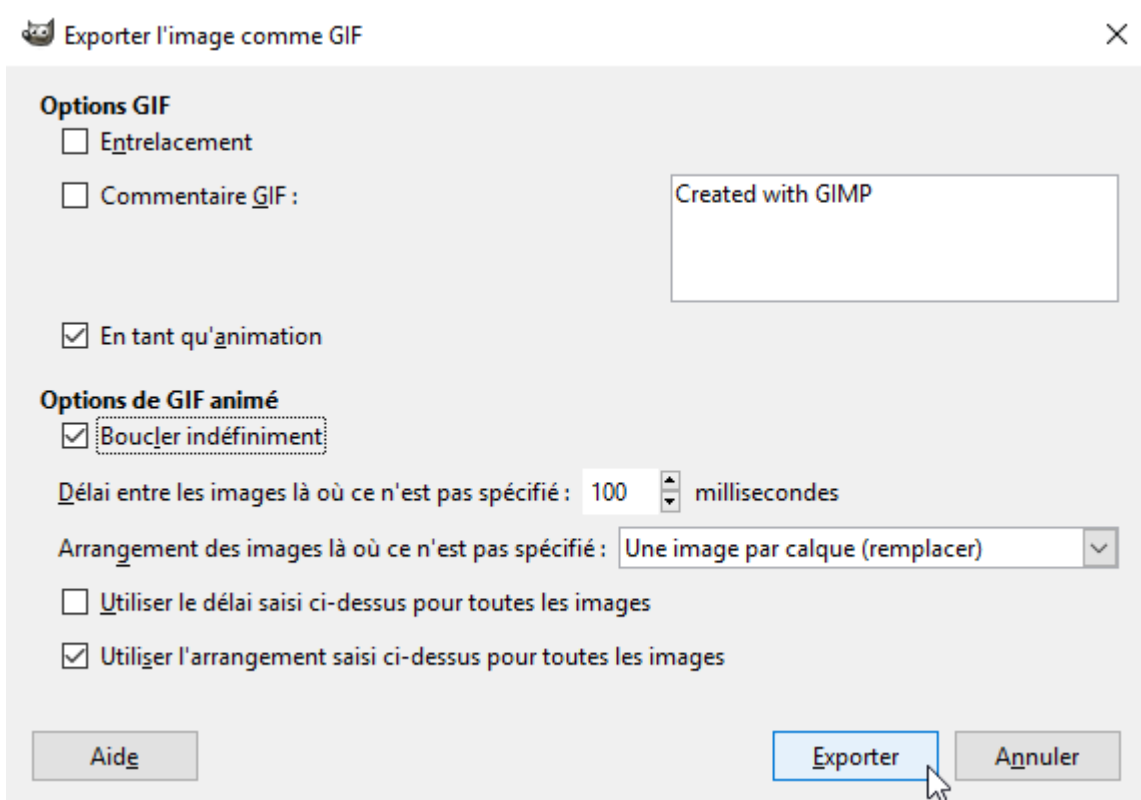 Exporter l'image comme GIF
Options GIF
Entrelacement
Commentaire GIF :
Created with GIMP
En tant qu'animation
Options de GIF animé
Boucler indéfiniment
Délai entre les images là où ce n'est pas spécifié : 100 millisecondes
Arrangement des images là où ce n'est pas spécifié : Une image par calque (remplacer)
Utiliser le délai saisi ci-dessus pour toutes les images
Utiliser l'arrangement saisi ci-dessus pour toutes les images
Aide Exporter Annuler